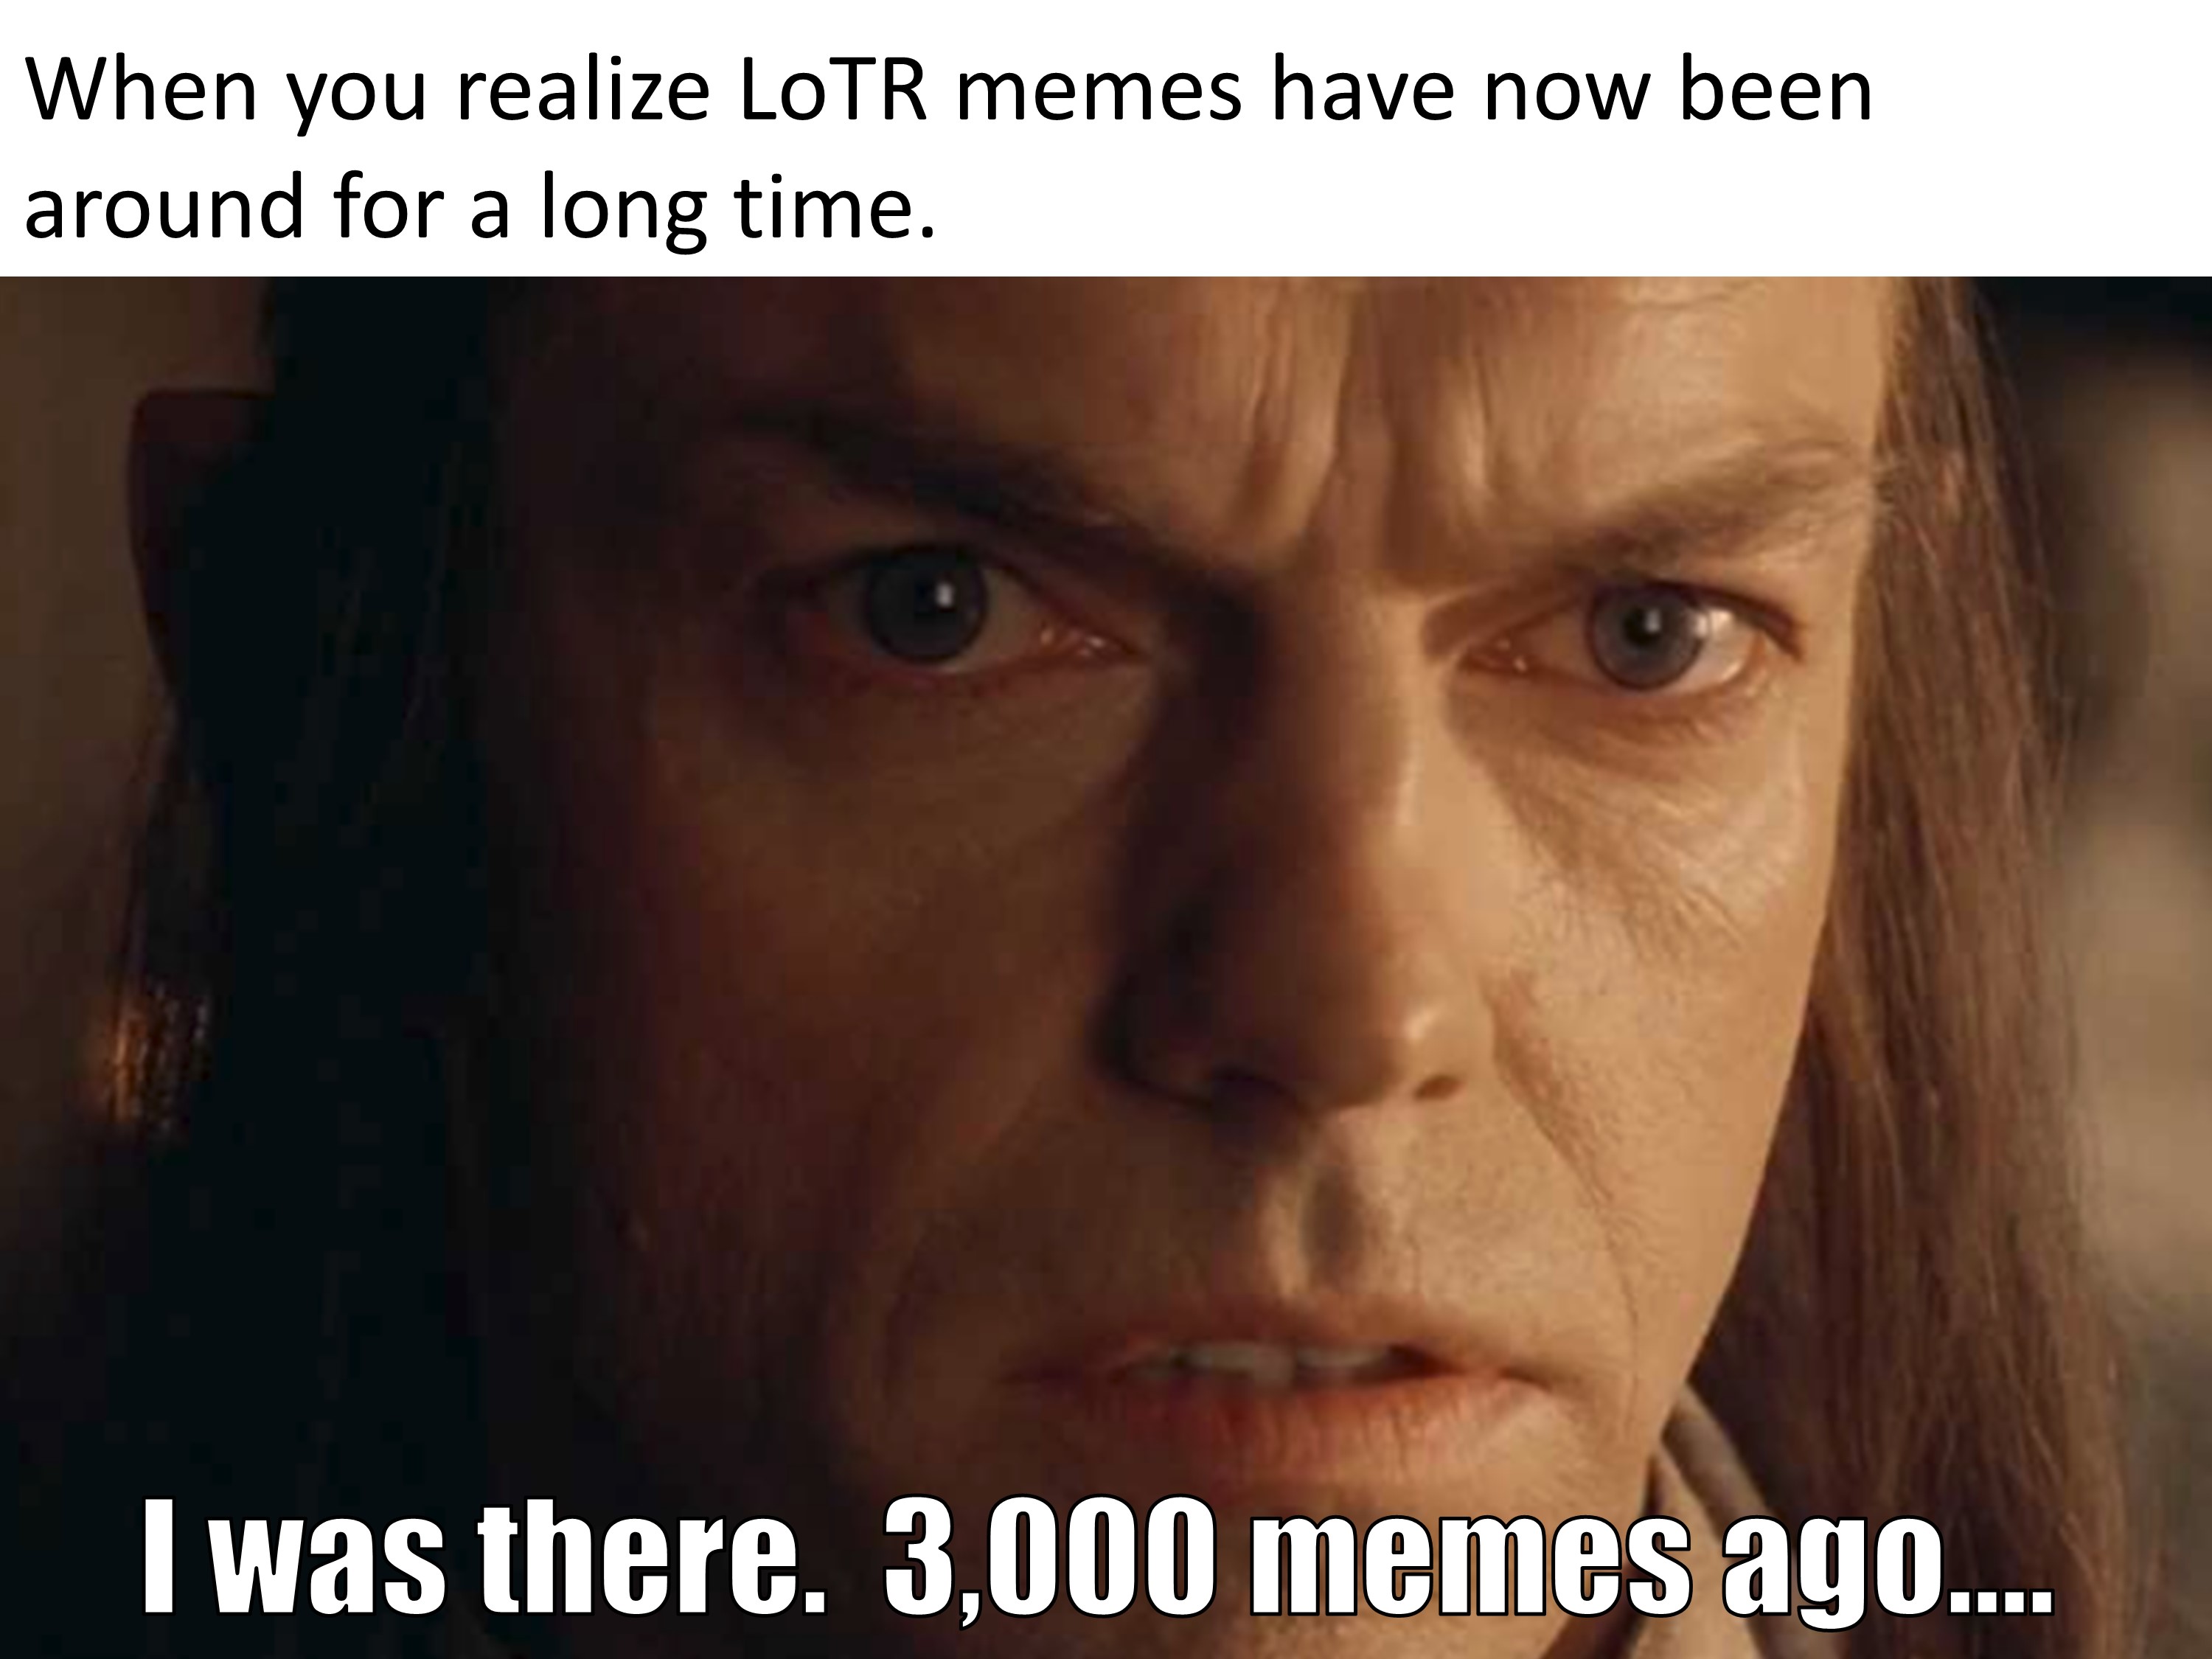 When you realize LoTR memes have now been
around for a long time.
I was there.  3,000 memes ago....